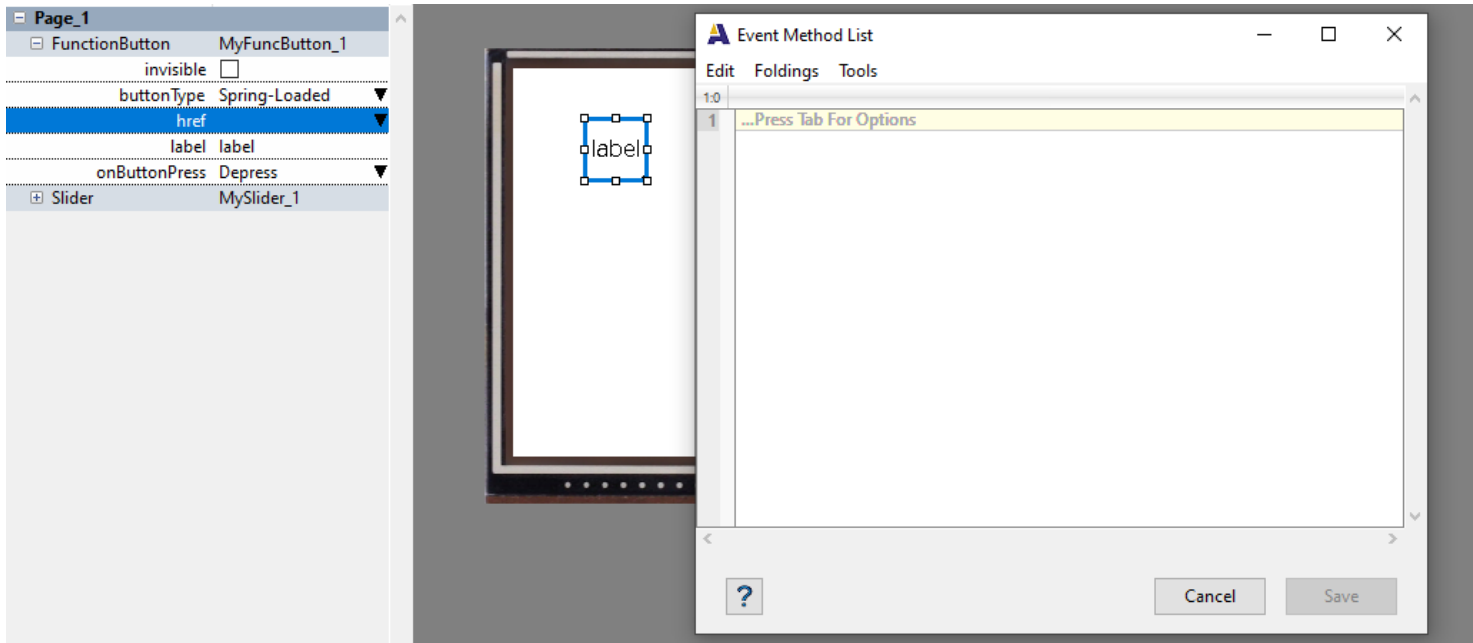 Page_1
FunctionButton MyFuncButton_1
invisible
buttonType Spring-Loaded
href
label label
onButtonPress Depress
Slider MySlider_1
label
Event Method List
Edit Foldings Tools
1:0
1 ...Press Tab For Options
?
Cancel Save